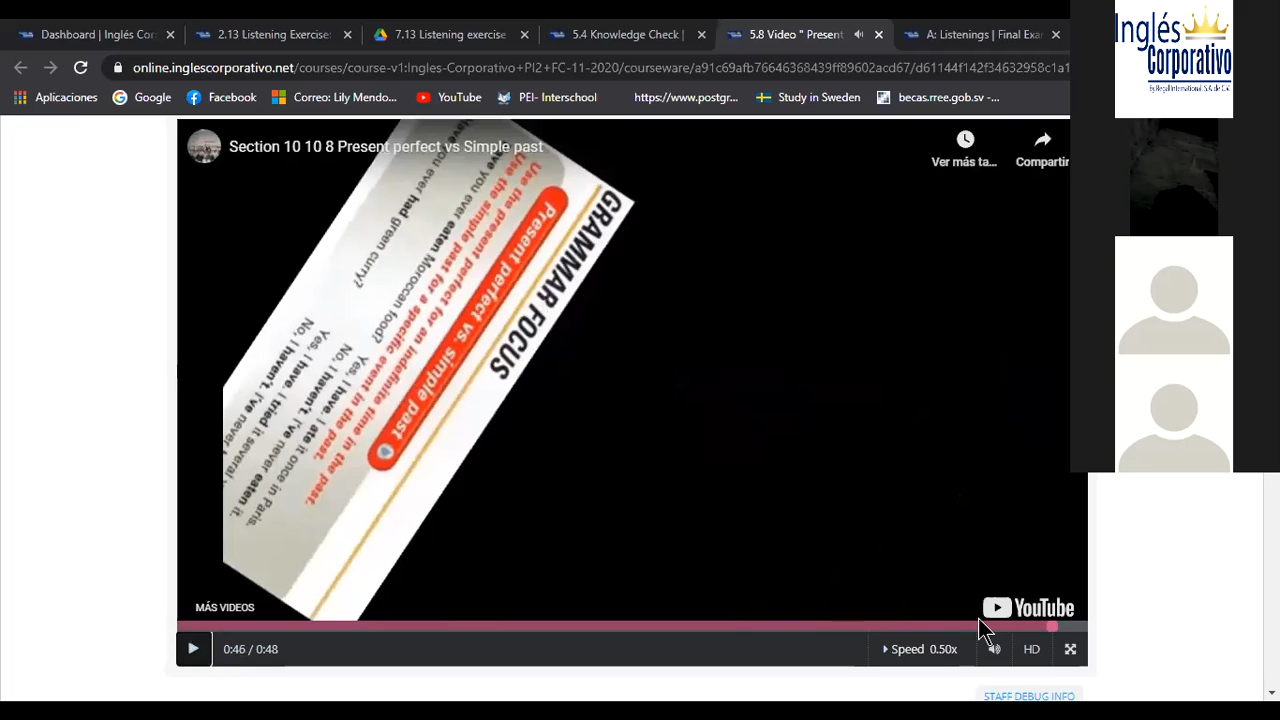 Dashboard | Inglés Cor
2.13 Listening Exercise:
7.13 Listening Exercise
5.4 Knowledge Check |
5.8 Video " Present
A: Listenings | Final Exa
online.inglescorporativo.net/courses/course-v1:Ingles
PI2+FC-11-2020/courseware/a91c69afb76646368439ff89602acd67/d61144f142f34632958c1a1
Aplicaciones
Google
Facebook
Correo: Lily Mendo...
PEI- Interschool
https://www.postgr...
Study in Sweden
becas.rree.gob.sv –...
Inglés
Corporativo
By Regal International, S.A. de C.V.
Section 10 10 8 Present perfect vs Simple past
Ver más ta...
Compartir
GRAMMAR FOCUS
Present perfect vs. simple past
Use the present perfect for an indefinite time in the past.
Use the simple past for a specific event in the past.
you ever eaten Moroccan food?
Yes, I have. I ate it once in Paris.
No, I haven't. I've never eaten it.
you ever had green curry?
Yes, I have. I tried it several
No, I haven't. I've never
MÁS VIDEOS
YouTube
0:46 / 0:48
Speed 0.50x
HD
STAFF DEBUG INFO